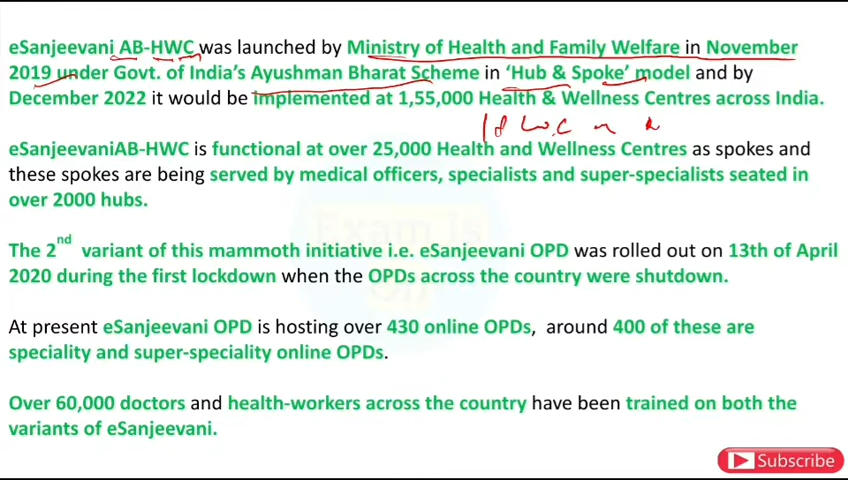 eSanjeevani AB-HWC was launched by Ministry of Health and Family Welfare in November
2019 under Govt. of India's Ayushman Bharat Scheme in 'Hub & Spoke' model and by
December 2022 it would be implemented at 1,55,000 Health & Wellness Centres across India.
eSanjeevaniAB-HWC is functional at over 25,000 Health and Wellness Centres as spokes and
these spokes are being served by medical officers, specialists and super-specialists seated in
over 2000 hubs.
The 2nd variant of this mammoth initiative i.e. eSanjeevani OPD was rolled out on 13th of April
2020 during the first lockdown when the OPDs across the country were shutdown.
At present eSanjeevani OPD is hosting over 430 online OPDs, around 400 of these are
speciality and super-speciality online OPDs.
Over 60,000 doctors and health-workers across the country have been trained on both the
variants of eSanjeevani.
Subscribe